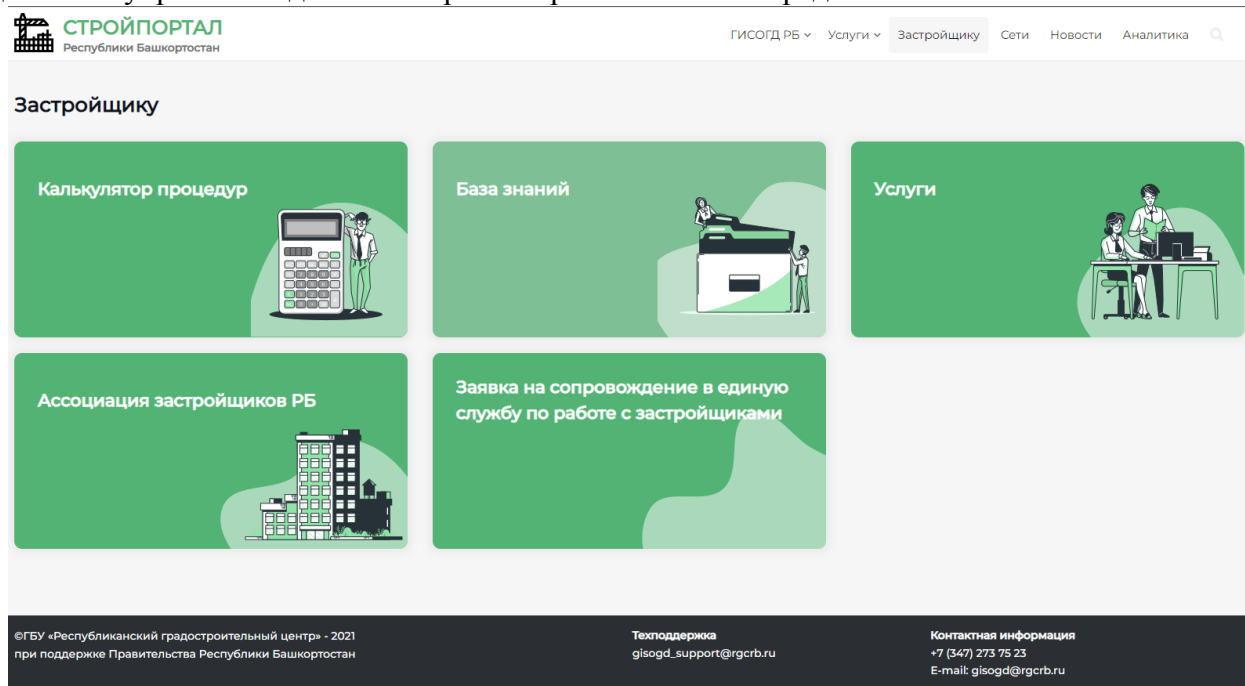 СТРОЙПОРТАЛ
Республики Башкортостан
ГИСОГД РБ Услуги Застройщику Сети Новости Аналитика
Застройщику
Калькулятор процедур
База знаний
Услуги
Ассоциация застройщиков РБ
Заявка на сопровождение в единую
службу по работе с застройщиками
©ГБУ «Республиканский градостроительный центр» - 2021
при поддержке Правительства Республики Башкортостан
Техподдержка
gisogd_support@rgcrb.ru
Контактная информация
+7 (347) 273 75 23
E-mail: gisogd@rgcrb.ru